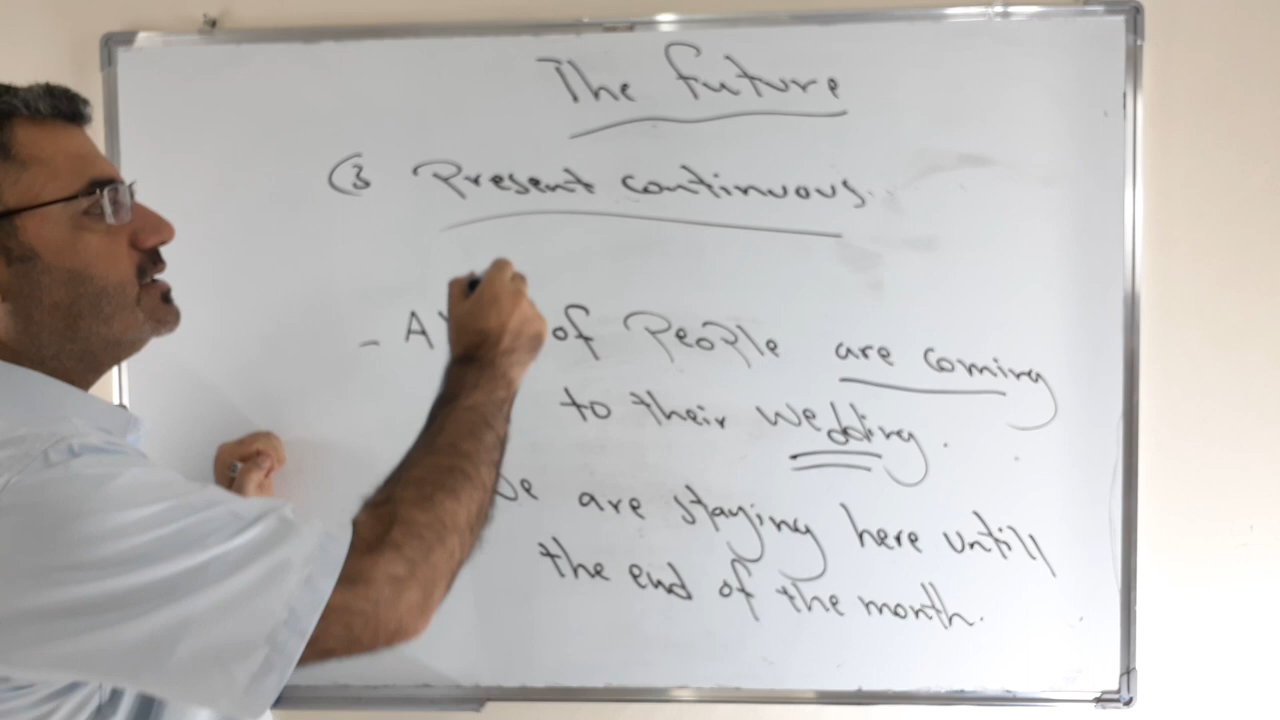 The future
(3 Present continuous.
- A of People are coming
to their wedding.
are staying here untill
the end of the month.